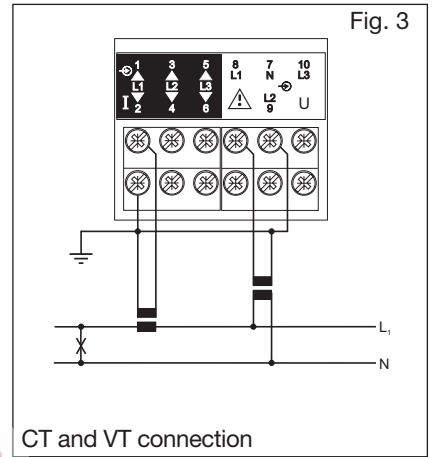 Fig. 3
1 3 5 8 7 10
L1 N L3
L1 L2 L3
I 2 4 6 L2 9 U
L₁
N
CT and VT connection